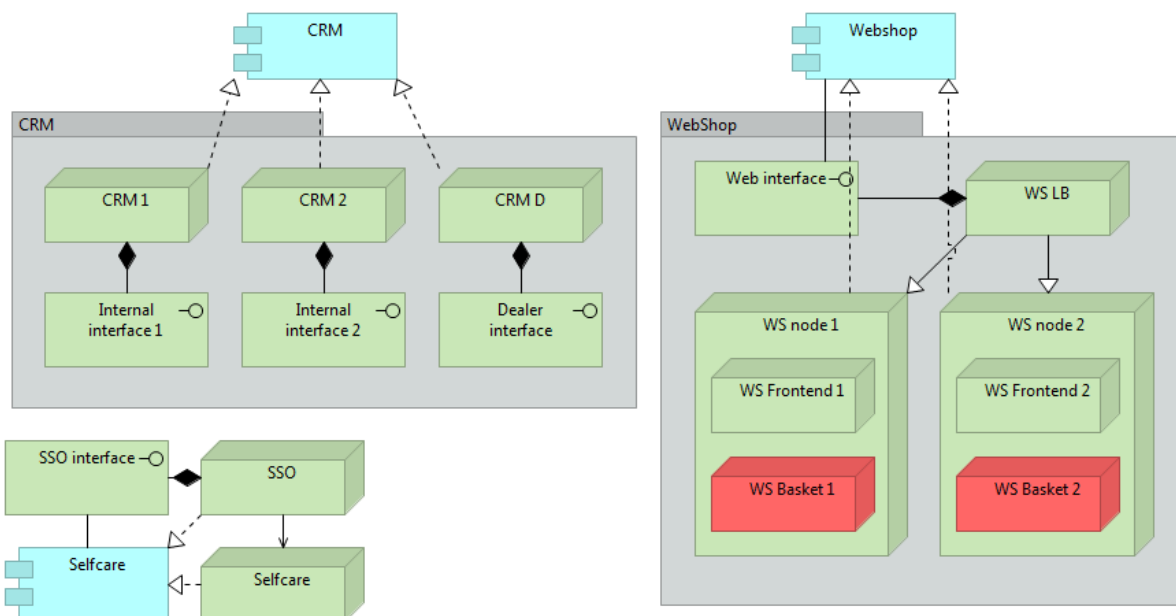 CRM
Webshop
CRM
CRM 1
CRM 2
CRM D
Internal
interface 1
Internal
interface 2
Dealer
interface
WebShop
Web interface
WS LB
WS node 1
WS node 2
WS Frontend 1
WS Frontend 2
WS Basket 1
WS Basket 2
SSO interface
SSO
Selfcare
Selfcare